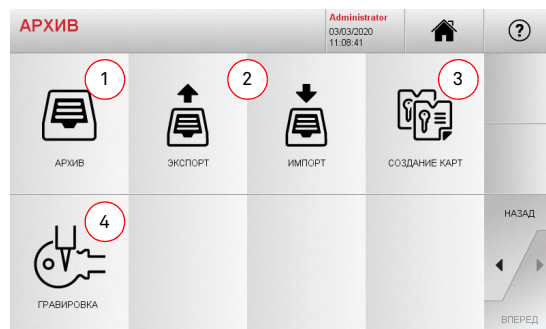 АРХИВ
Administrator
03/03/2020
11:08:41
?
1
2
3
АРХИВ
ЭКСПОРТ
ИМПОРТ
СОЗДАНИЕ КАРТ
4
ГРАВИРОВКА
НАЗАД
ВПЕРЕД